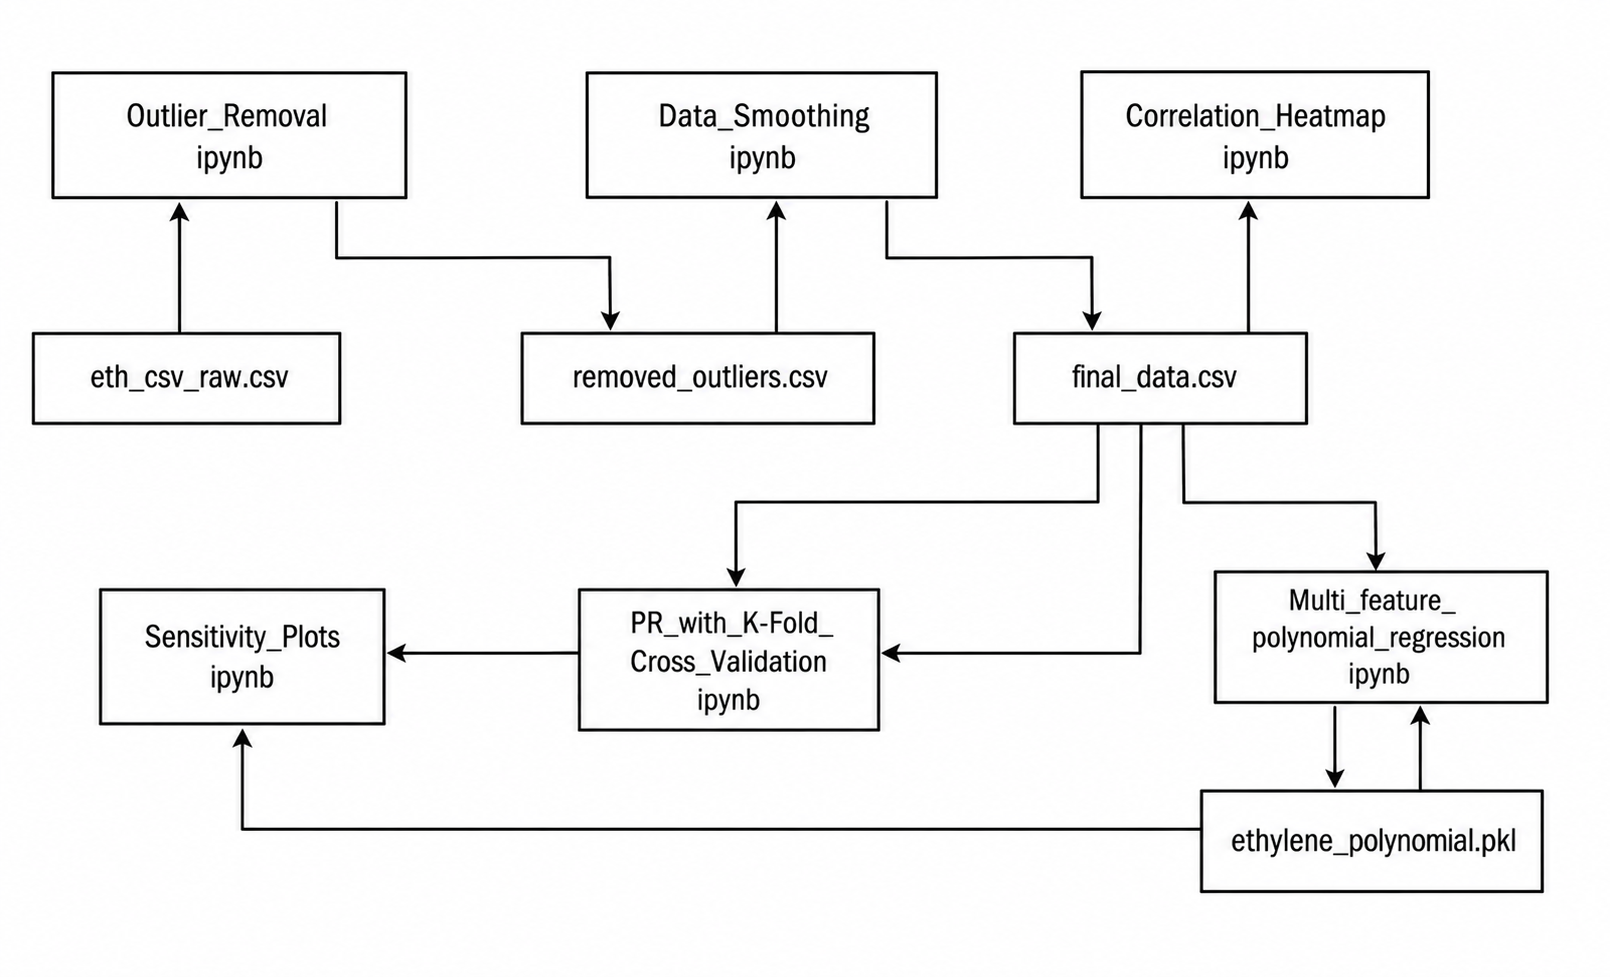 Outlier_Removal
ipynb
Data_Smoothing
ipynb
Correlation_Heatmap
ipynb
eth_csv_raw.csv
removed_outliers.csv
final_data.csv
Sensitivity_Plots
ipynb
PR_with_K-Fold_
Cross_Validation
ipynb
Multi_feature_
polynomial_regression
ipynb
ethylene_polynomial.pkl